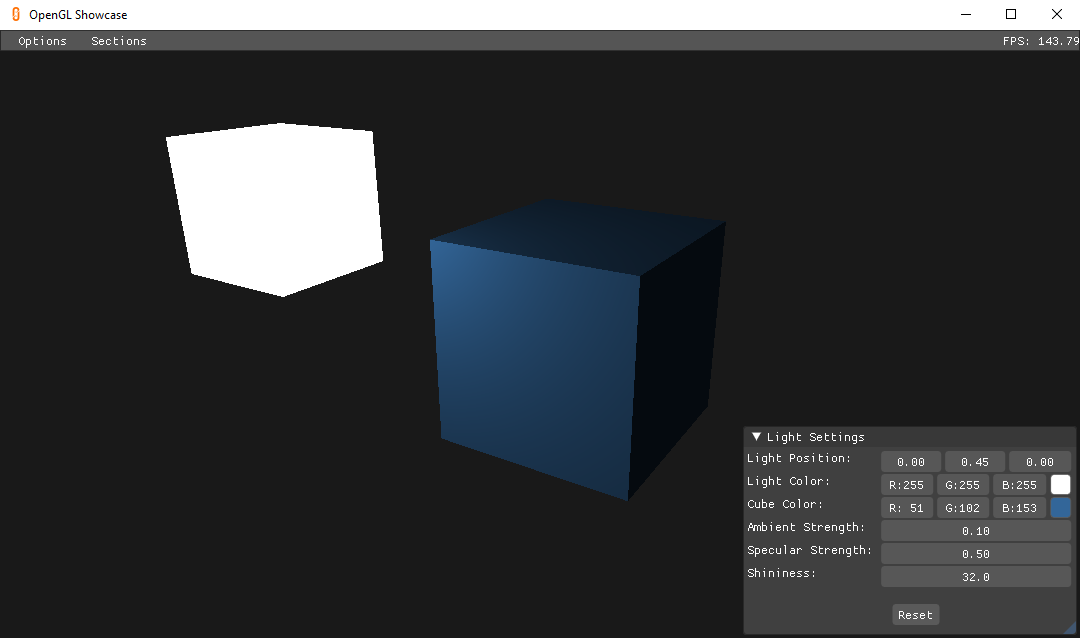 OpenGL Showcase
Options Sections FPS: 143.79
Light Settings
Light Position: 0.00 0.45 0.00
Light Color: R:255 G:255 B:255
Cube Color: R: 51 G:102 B:153
Ambient Strength: 0.10
Specular Strength: 0.50
Shininess: 32.0
Reset